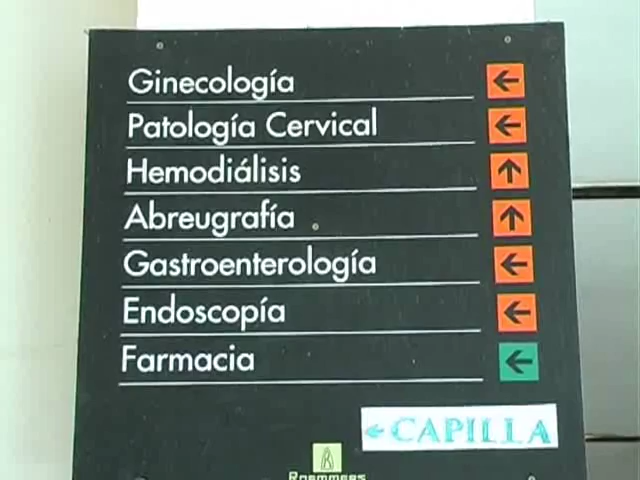 Ginecología
Patología Cervical
Hemodiálisis
Abreugrafía
Gastroenterología
Endoscopía
Farmacia
CAPILLA
Roemmers